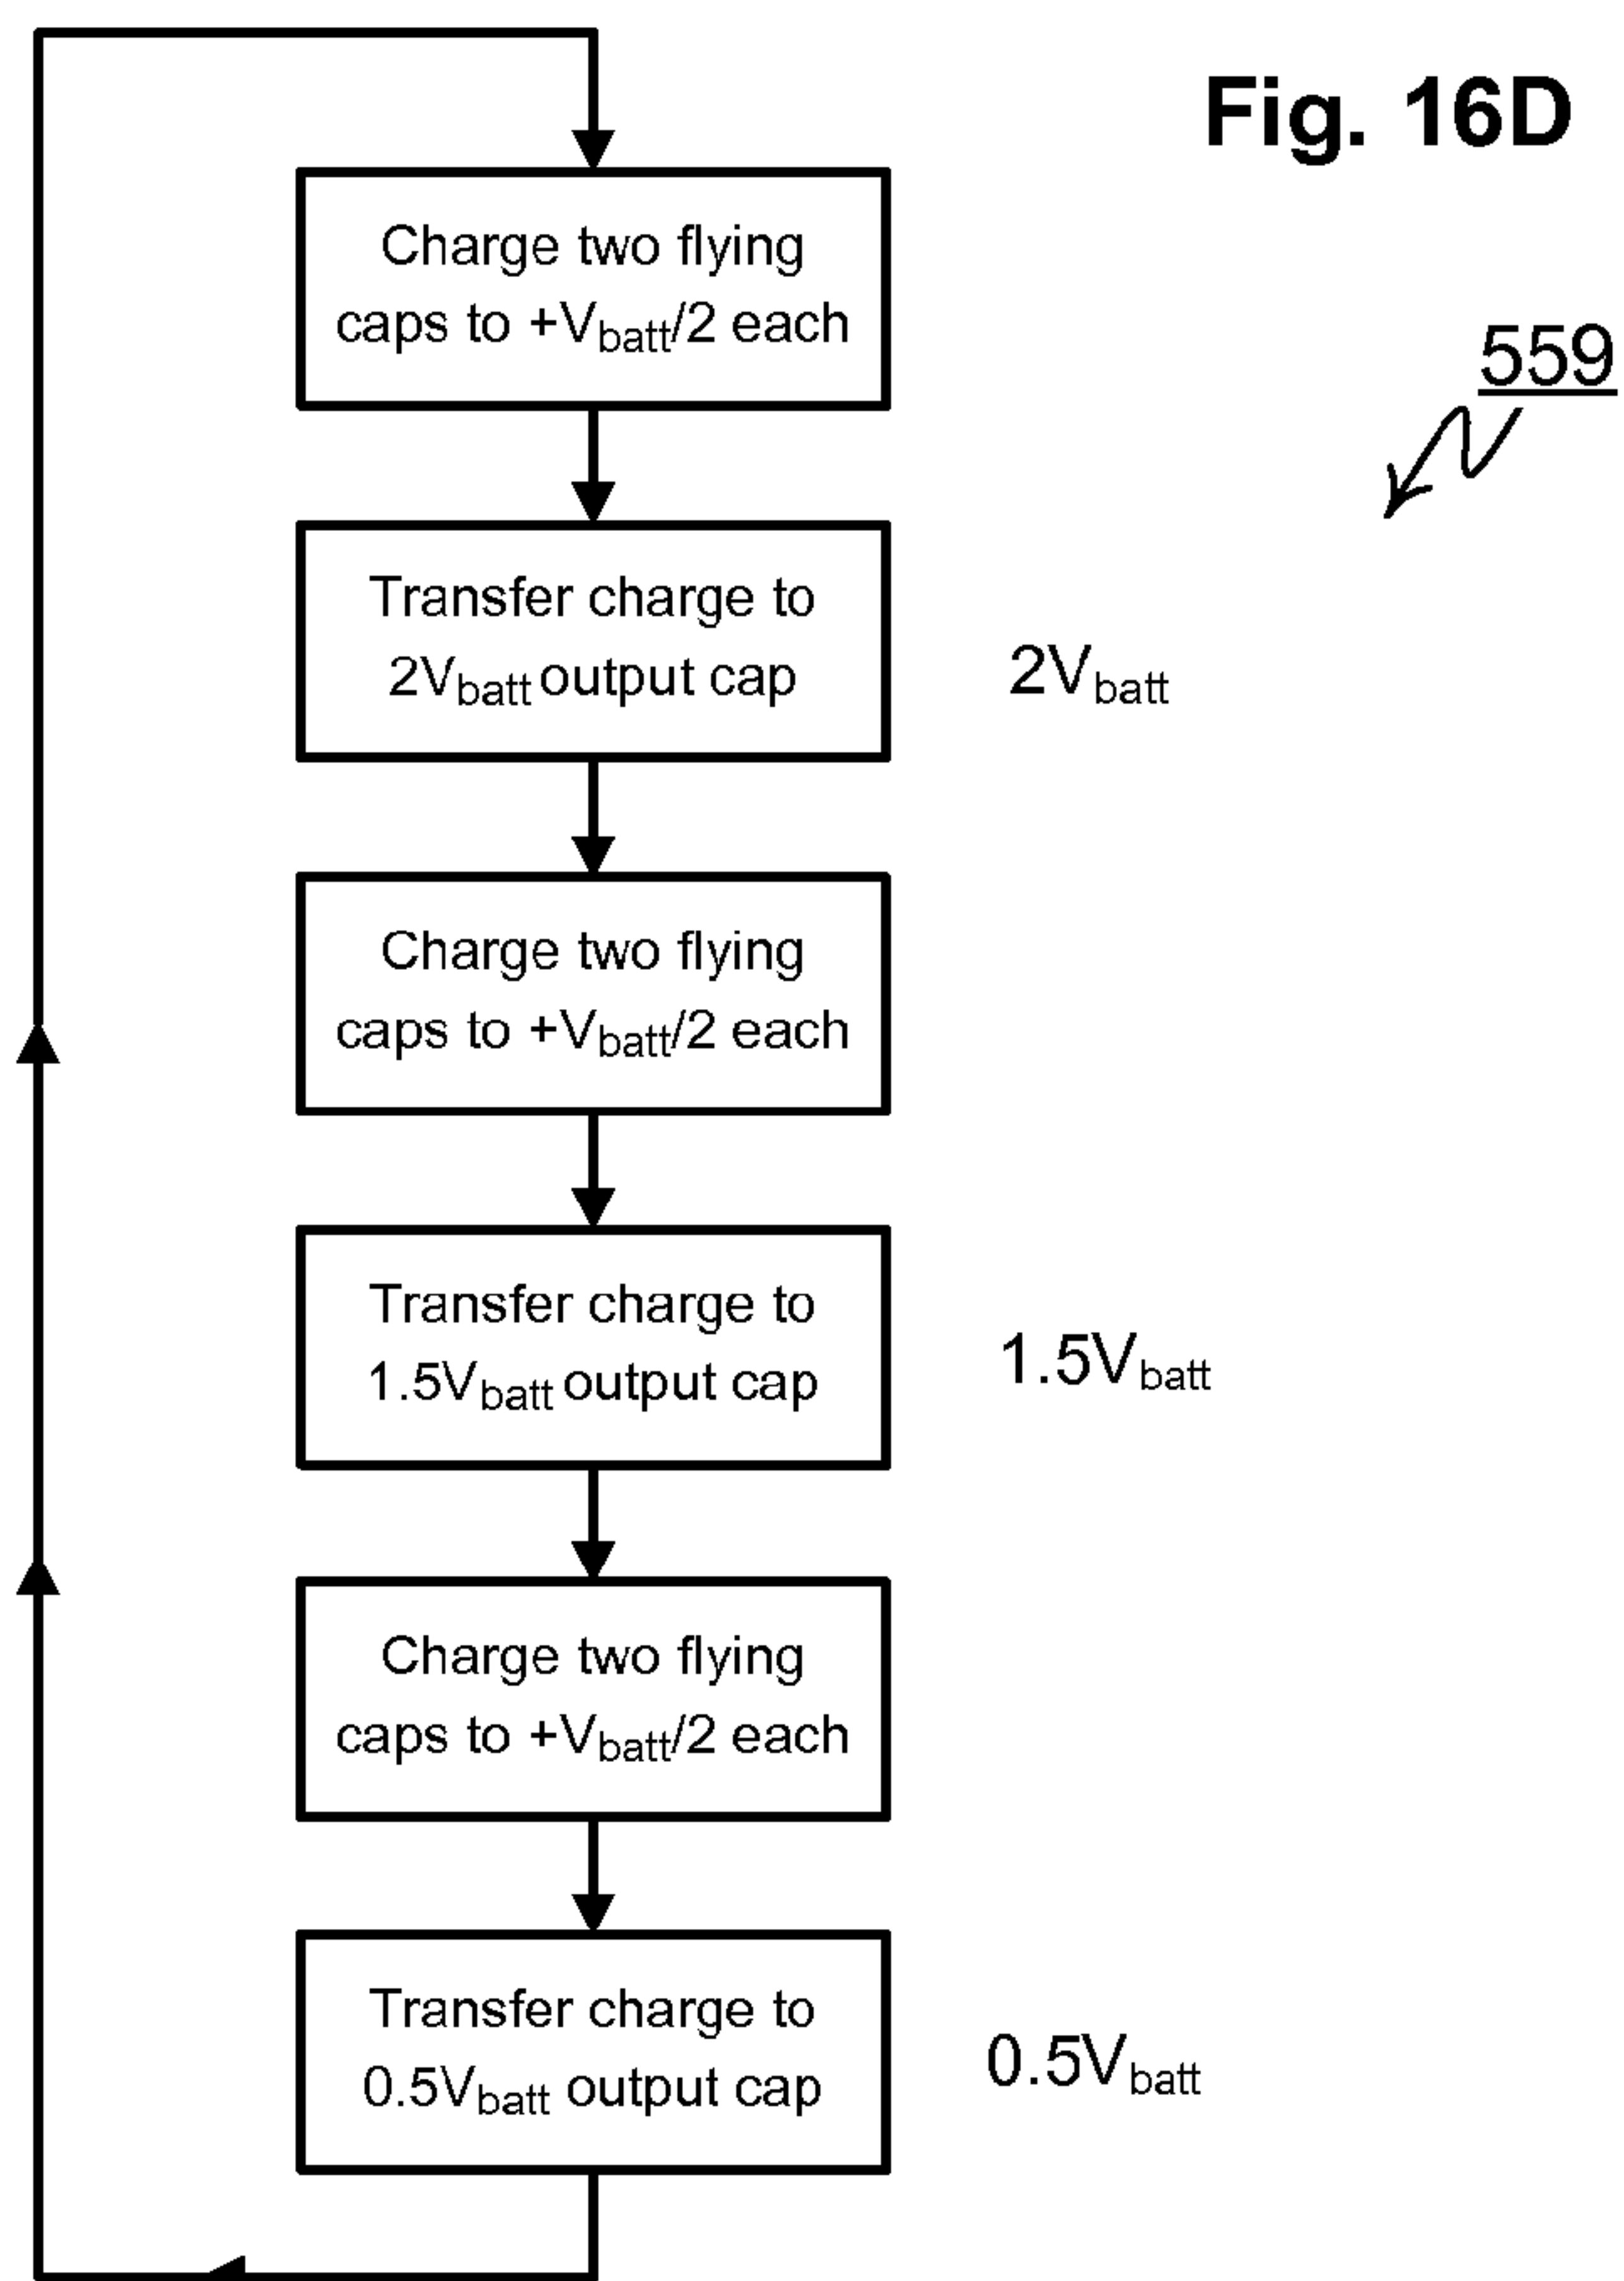 Fig. 16D
Charge two flying
caps to +Vbatt/2 each
559
Transfer charge to
2Vbatt output cap
2Vbatt
Charge two flying
caps to +Vbatt/2 each
Transfer charge to
1.5Vbatt output cap
1.5Vbatt
Charge two flying
caps to +Vbatt/2 each
Transfer charge to
0.5Vbatt output cap
0.5Vbatt